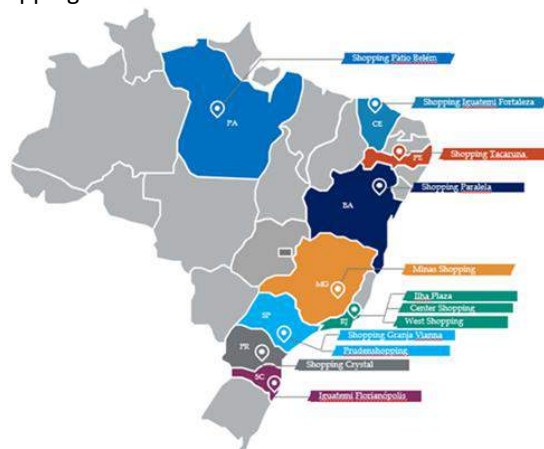 Shopping Pátio Belém
PA
Shopping Iguatemi Fortaleza
CE
PE
Shopping Tacaruna
BA
Shopping Paralela
MG
Minas Shopping
Ilha Plaza
Center Shopping
RJ
West Shopping
SP
Shopping Granja Vianna
Prudenshopping
PR
Shopping Crystal
SC
Iguatemi Florianópolis